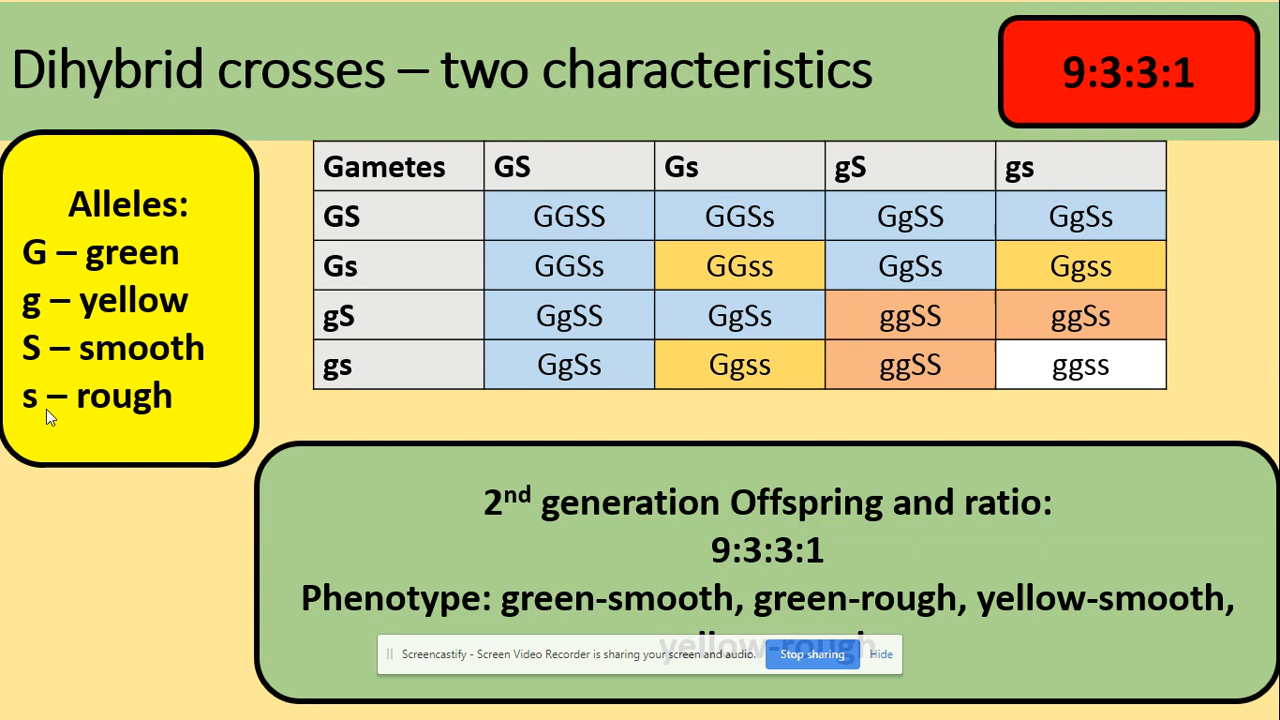 Dihybrid crosses – two characteristics
9:3:3:1
Alleles:
G – green
g – yellow
S – smooth
s – rough
Gametes GS Gs gS gs
GS GGSS GGSs GgSS GgSs
Gs GGSs GGss GgSs Ggss
gS GgSS GgSs ggSS ggSs
gs GgSs Ggss ggSS ggss
2nd generation Offspring and ratio:
9:3:3:1
Phenotype: green-smooth, green-rough, yellow-smooth,
yellow-rough
Screencastify - Screen Video Recorder is sharing your screen and audio. Stop sharing Hide